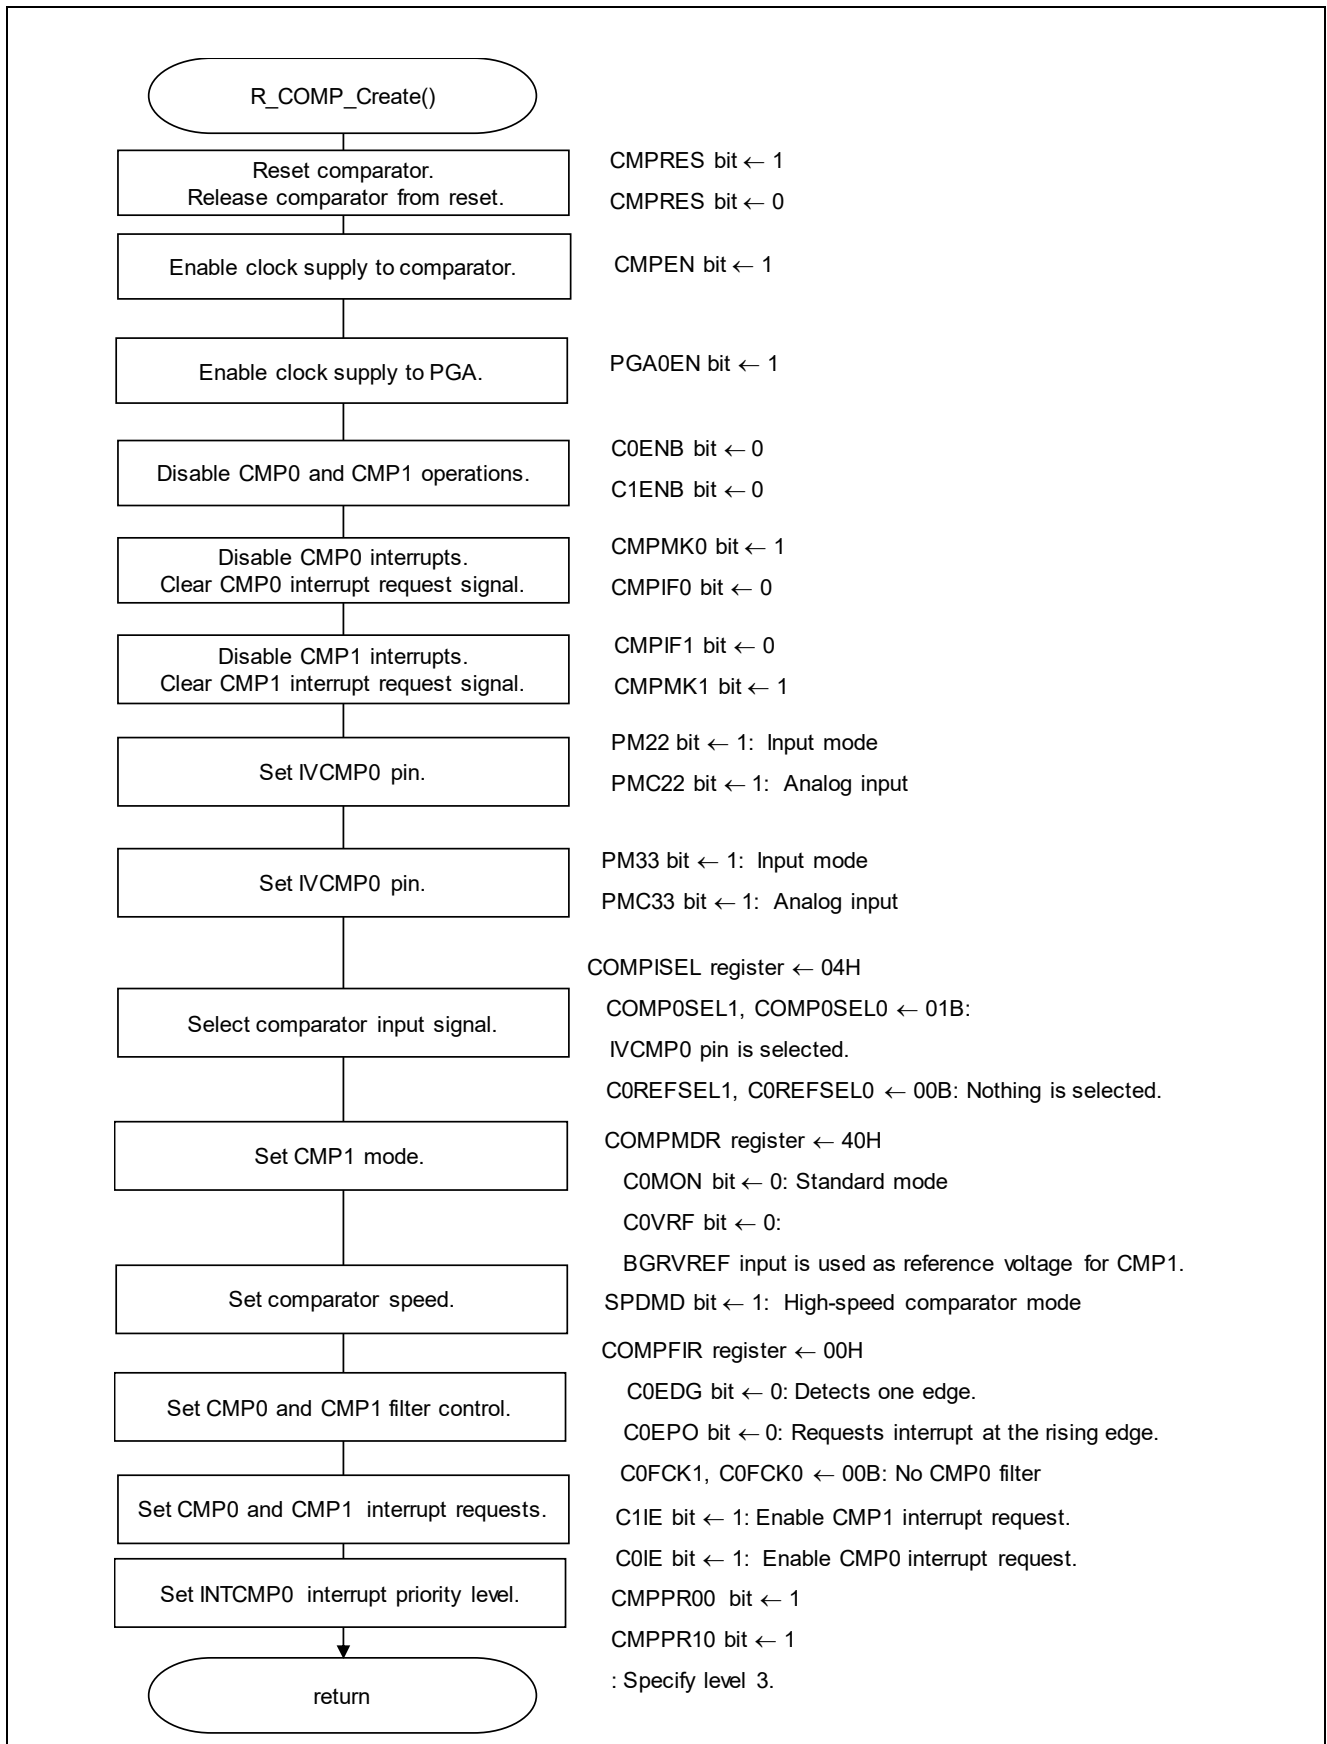 R_COMP_Create()
Reset comparator.
Release comparator from reset.
CMPRES bit ← 1
CMPRES bit ← 0
Enable clock supply to comparator.
CMPEN bit ← 1
Enable clock supply to PGA.
PGA0EN bit ← 1
Disable CMP0 and CMP1 operations.
C0ENB bit ← 0
C1ENB bit ← 0
Disable CMP0 interrupts.
Clear CMP0 interrupt request signal.
CMPMK0 bit ← 1
CMPIF0 bit ← 0
Disable CMP1 interrupts.
Clear CMP1 interrupt request signal.
CMPIF1 bit ← 0
CMPMK1 bit ← 1
Set IVCMP0 pin.
PM22 bit ← 1: Input mode
PMC22 bit ← 1: Analog input
Set IVCMP0 pin.
PM33 bit ← 1: Input mode
PMC33 bit ← 1: Analog input
Select comparator input signal.
COMPISEL register ← 04H
COMP0SEL1, COMP0SEL0 ← 01B:
IVCMP0 pin is selected.
C0REFSEL1, C0REFSEL0 ← 00B: Nothing is selected.
Set CMP1 mode.
COMPMDR register ← 40H
C0MON bit ← 0: Standard mode
C0VRF bit ← 0:
BGRVREF input is used as reference voltage for CMP1.
Set comparator speed.
SPDMD bit ← 1: High-speed comparator mode
Set CMP0 and CMP1 filter control.
COMPFIR register ← 00H
C0EDG bit ← 0: Detects one edge.
C0EPO bit ← 0: Requests interrupt at the rising edge.
C0FCK1, C0FCK0 ← 00B: No CMP0 filter
Set CMP0 and CMP1 interrupt requests.
C1IE bit ← 1: Enable CMP1 interrupt request.
C0IE bit ← 1: Enable CMP0 interrupt request.
Set INTCMP0 interrupt priority level.
CMPPR00 bit ← 1
CMPPR10 bit ← 1
: Specify level 3.
return